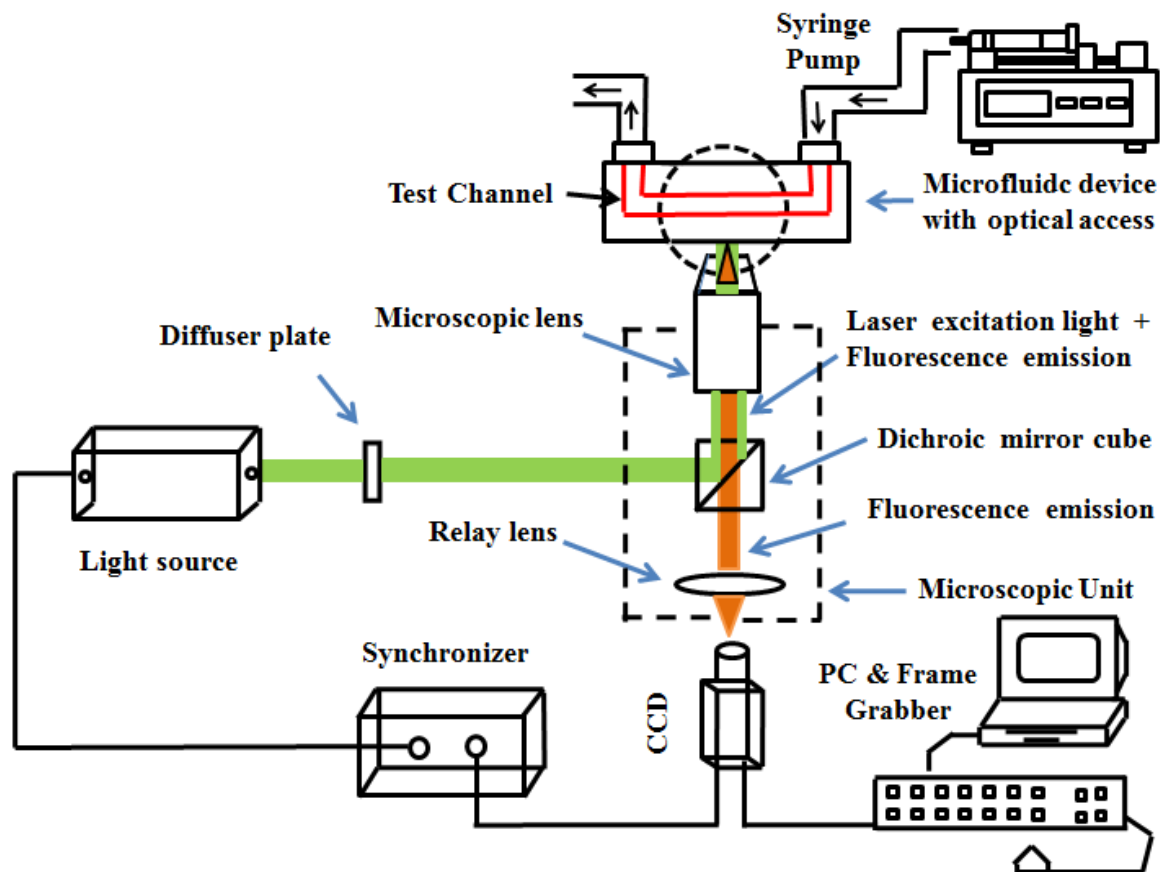 Syringe
Pump
Test Channel
Microfluidc device
with optical access
Microscopic lens
Laser excitation light +
Fluorescence emission
Diffuser plate
Dichroic mirror cube
Light source
Relay lens
Fluorescence emission
Microscopic Unit
Synchronizer
CCD
PC & Frame
Grabber